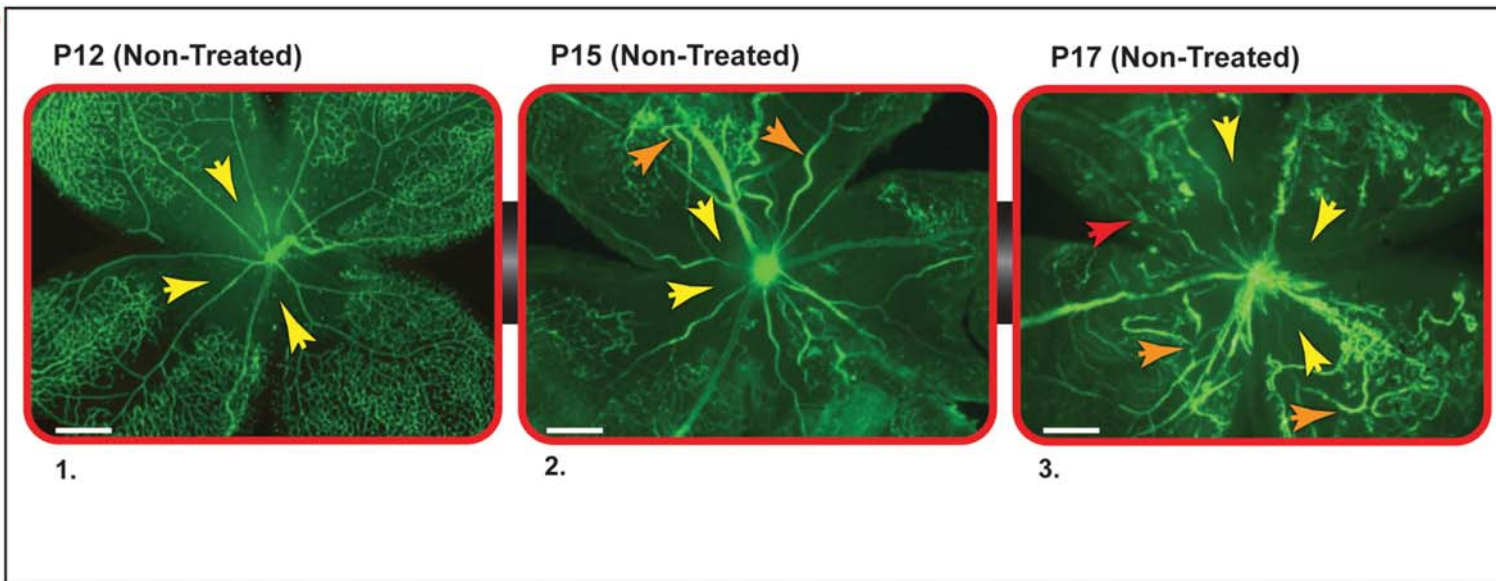 P12 (Non-Treated)
P15 (Non-Treated)
P17 (Non-Treated)
1.
2.
3.